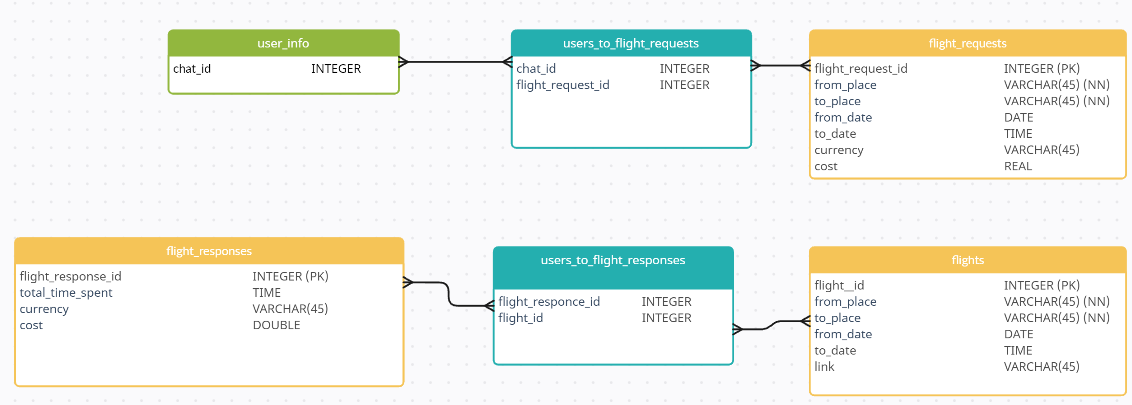 user_info
chat_id INTEGER
users_to_flight_requests
chat_id INTEGER
flight_request_id INTEGER
flight_requests
flight_request_id INTEGER (PK)
from_place VARCHAR(45) (NN)
to_place VARCHAR(45) (NN)
from_date DATE
to_date TIME
currency VARCHAR(45)
cost REAL
flight_responses
flight_response_id INTEGER (PK)
total_time_spent TIME
currency VARCHAR(45)
cost DOUBLE
users_to_flight_responses
flight_responce_id INTEGER
flight_id INTEGER
flights
flight__id INTEGER (PK)
from_place VARCHAR(45) (NN)
to_place VARCHAR(45) (NN)
from_date DATE
to_date TIME
link VARCHAR(45)